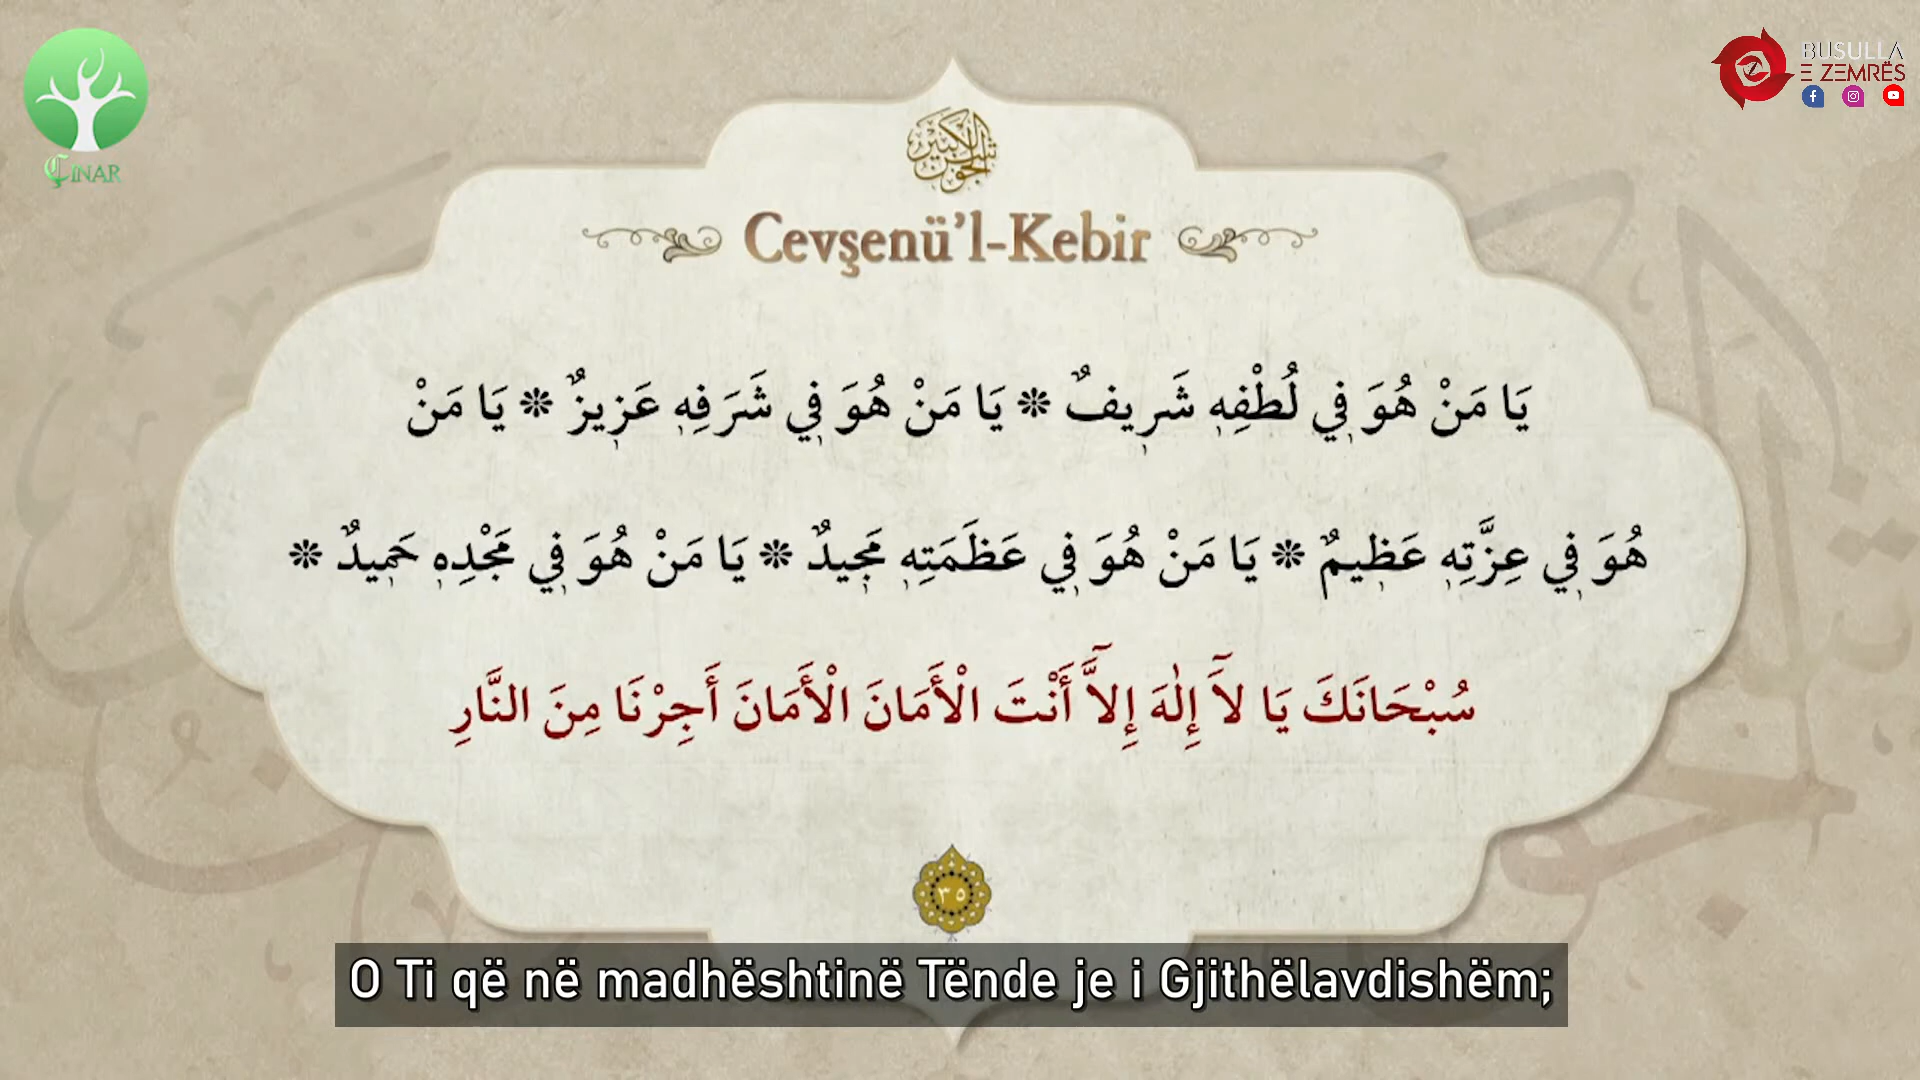 ÇINAR
BUSULLA
E ZEMRËS
Cevşenü’l-Kebir
يَا مَنْ هُوَ فِي لُطْفِهِ شَرِيفٌ ❊ يَا مَنْ هُوَ فِي شَرَفِهِ عَزِيزٌ ❊ يَا مَنْ
هُوَ فِي عِزَّتِهِ عَظِيمٌ ❊ يَا مَنْ هُوَ فِي عَظَمَتِهِ مَجِيدٌ ❊ يَا مَنْ هُوَ فِي مَجْدِهِ حَمِيدٌ ❊
سُبْحَانَكَ يَا لَآ إِلٰهَ إِلَّآ أَنْتَ الْأَمَانَ الْأَمَانَ أَجِرْنَا مِنَ النَّارِ
٣٥
O Ti që në madhështinë Tënde je i Gjithëlavdishëm;